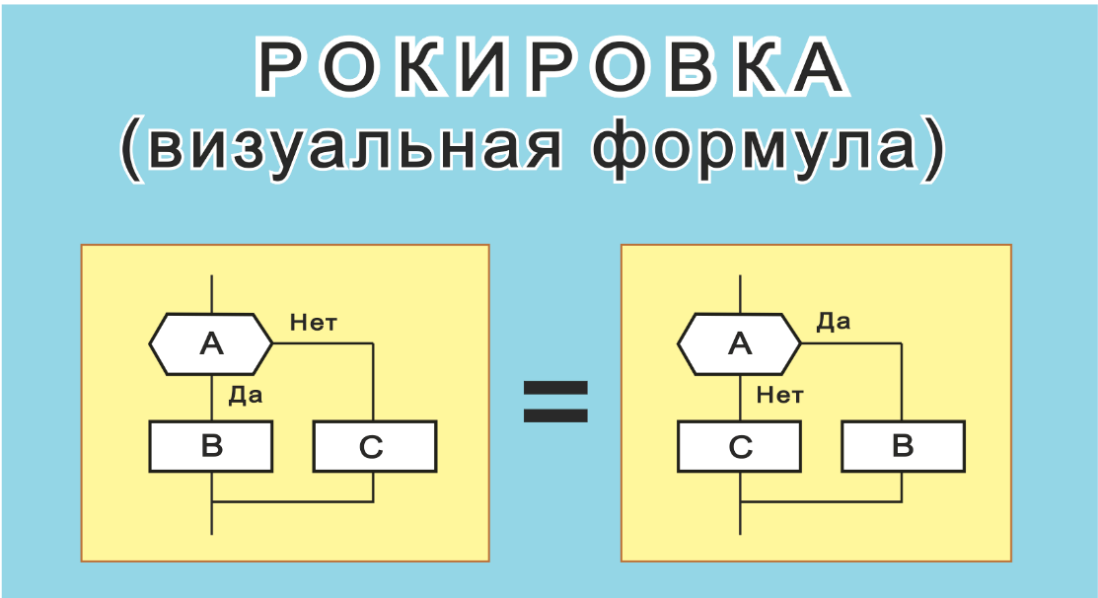 РОКИРОВКА
(визуальная формула)
А
Нет
Да
В
С
=
А
Да
Нет
С
В